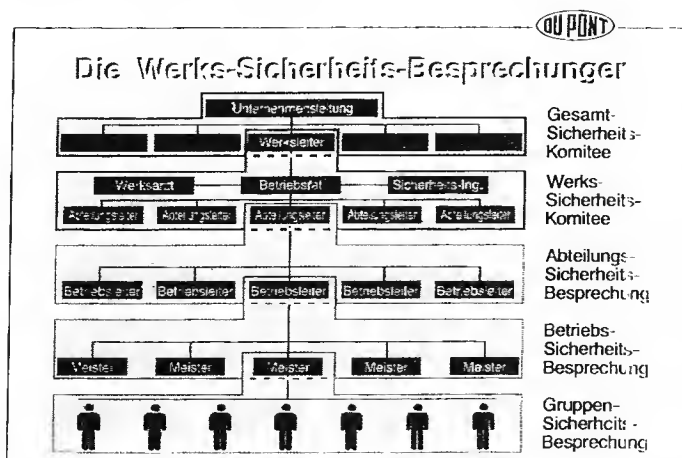 DU PONT
Die Werks-Sicherheits-Besprechunger
Unternehmensleitung
Werksleiter
Gesamt-
Sicherheits-
Komitee
Werksarzt Betriebsrat Sicherheits-Ing.
Abteilungsleiter Abteilungsleiter Abteilungsleiter Abteilungsleiter Abteilungsleiter
Werks-
Sicherheits-
Komitee
Betriebsleiter Betriebsleiter Betriebsleiter Betriebsleiter Betriebsleiter
Abteilungs-
Sicherheits-
Besprechung
Meister Meister Meister Meister Meister
Betriebs-
Sicherheits-
Besprechung
Gruppen-
Sicherheits-
Besprechung